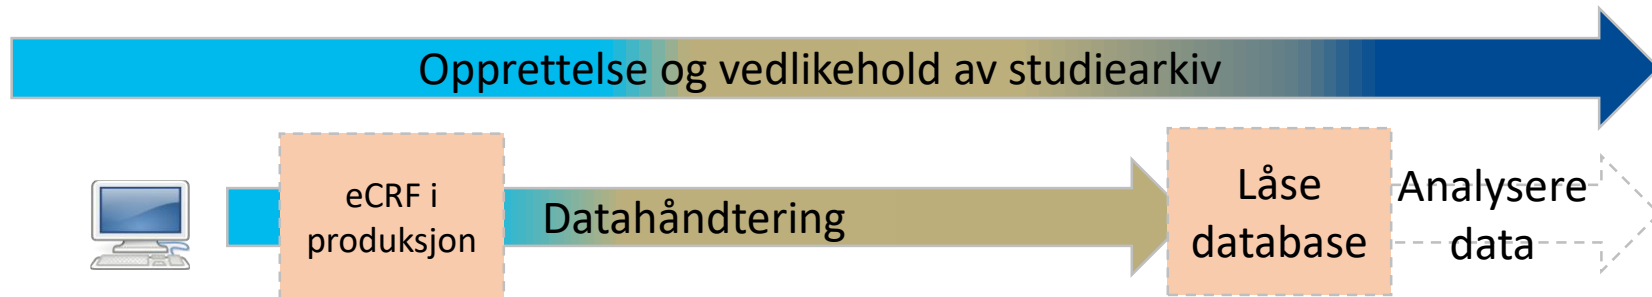 Opprettelse og vedlikehold av studiearkiv
eCRF i
produksjon
Datahåndtering
Låse
database
Analysere
data